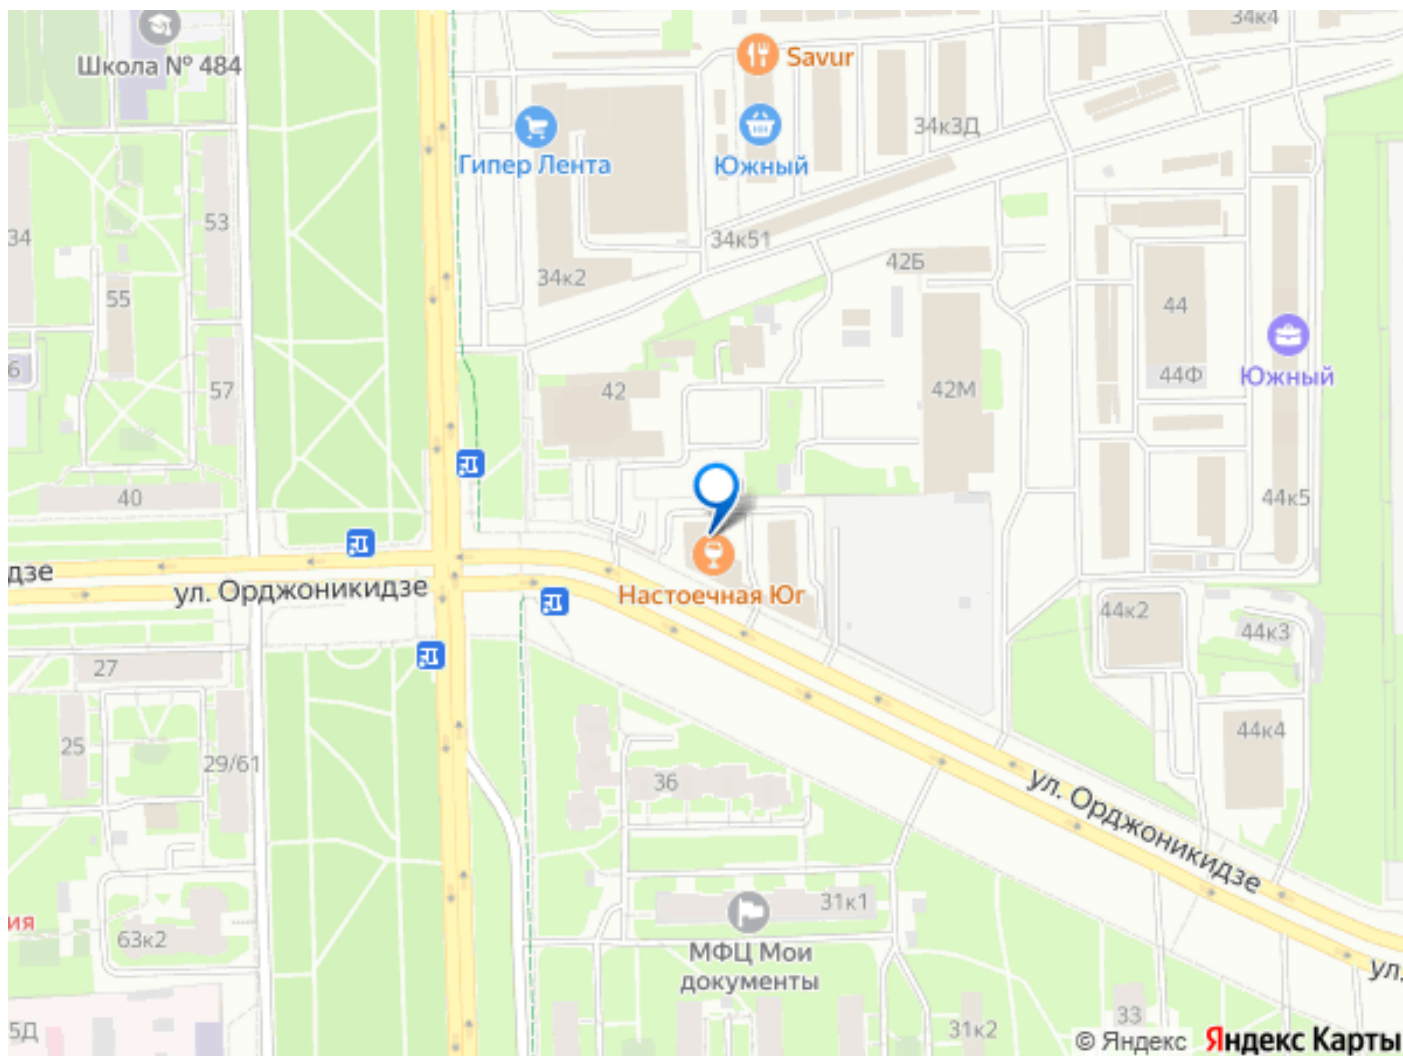 34к4
Школа № 484
Savur
34к3Д
Гипер Лента
Южный
53
34
34к51
42Б
34к2
55
44
6
57
42
42М
44Ф
Южный
40
44к5
дзе
ул. Орджоникидзе
Настоечная Юг
44к2
44к3
27
25
29/61
36
44к4
ул. Орджоникидзе
31к1
ия
63к2
МФЦ Мои
документы
ул.
33
31к2
5Д
© Яндекс Яндекс Карты